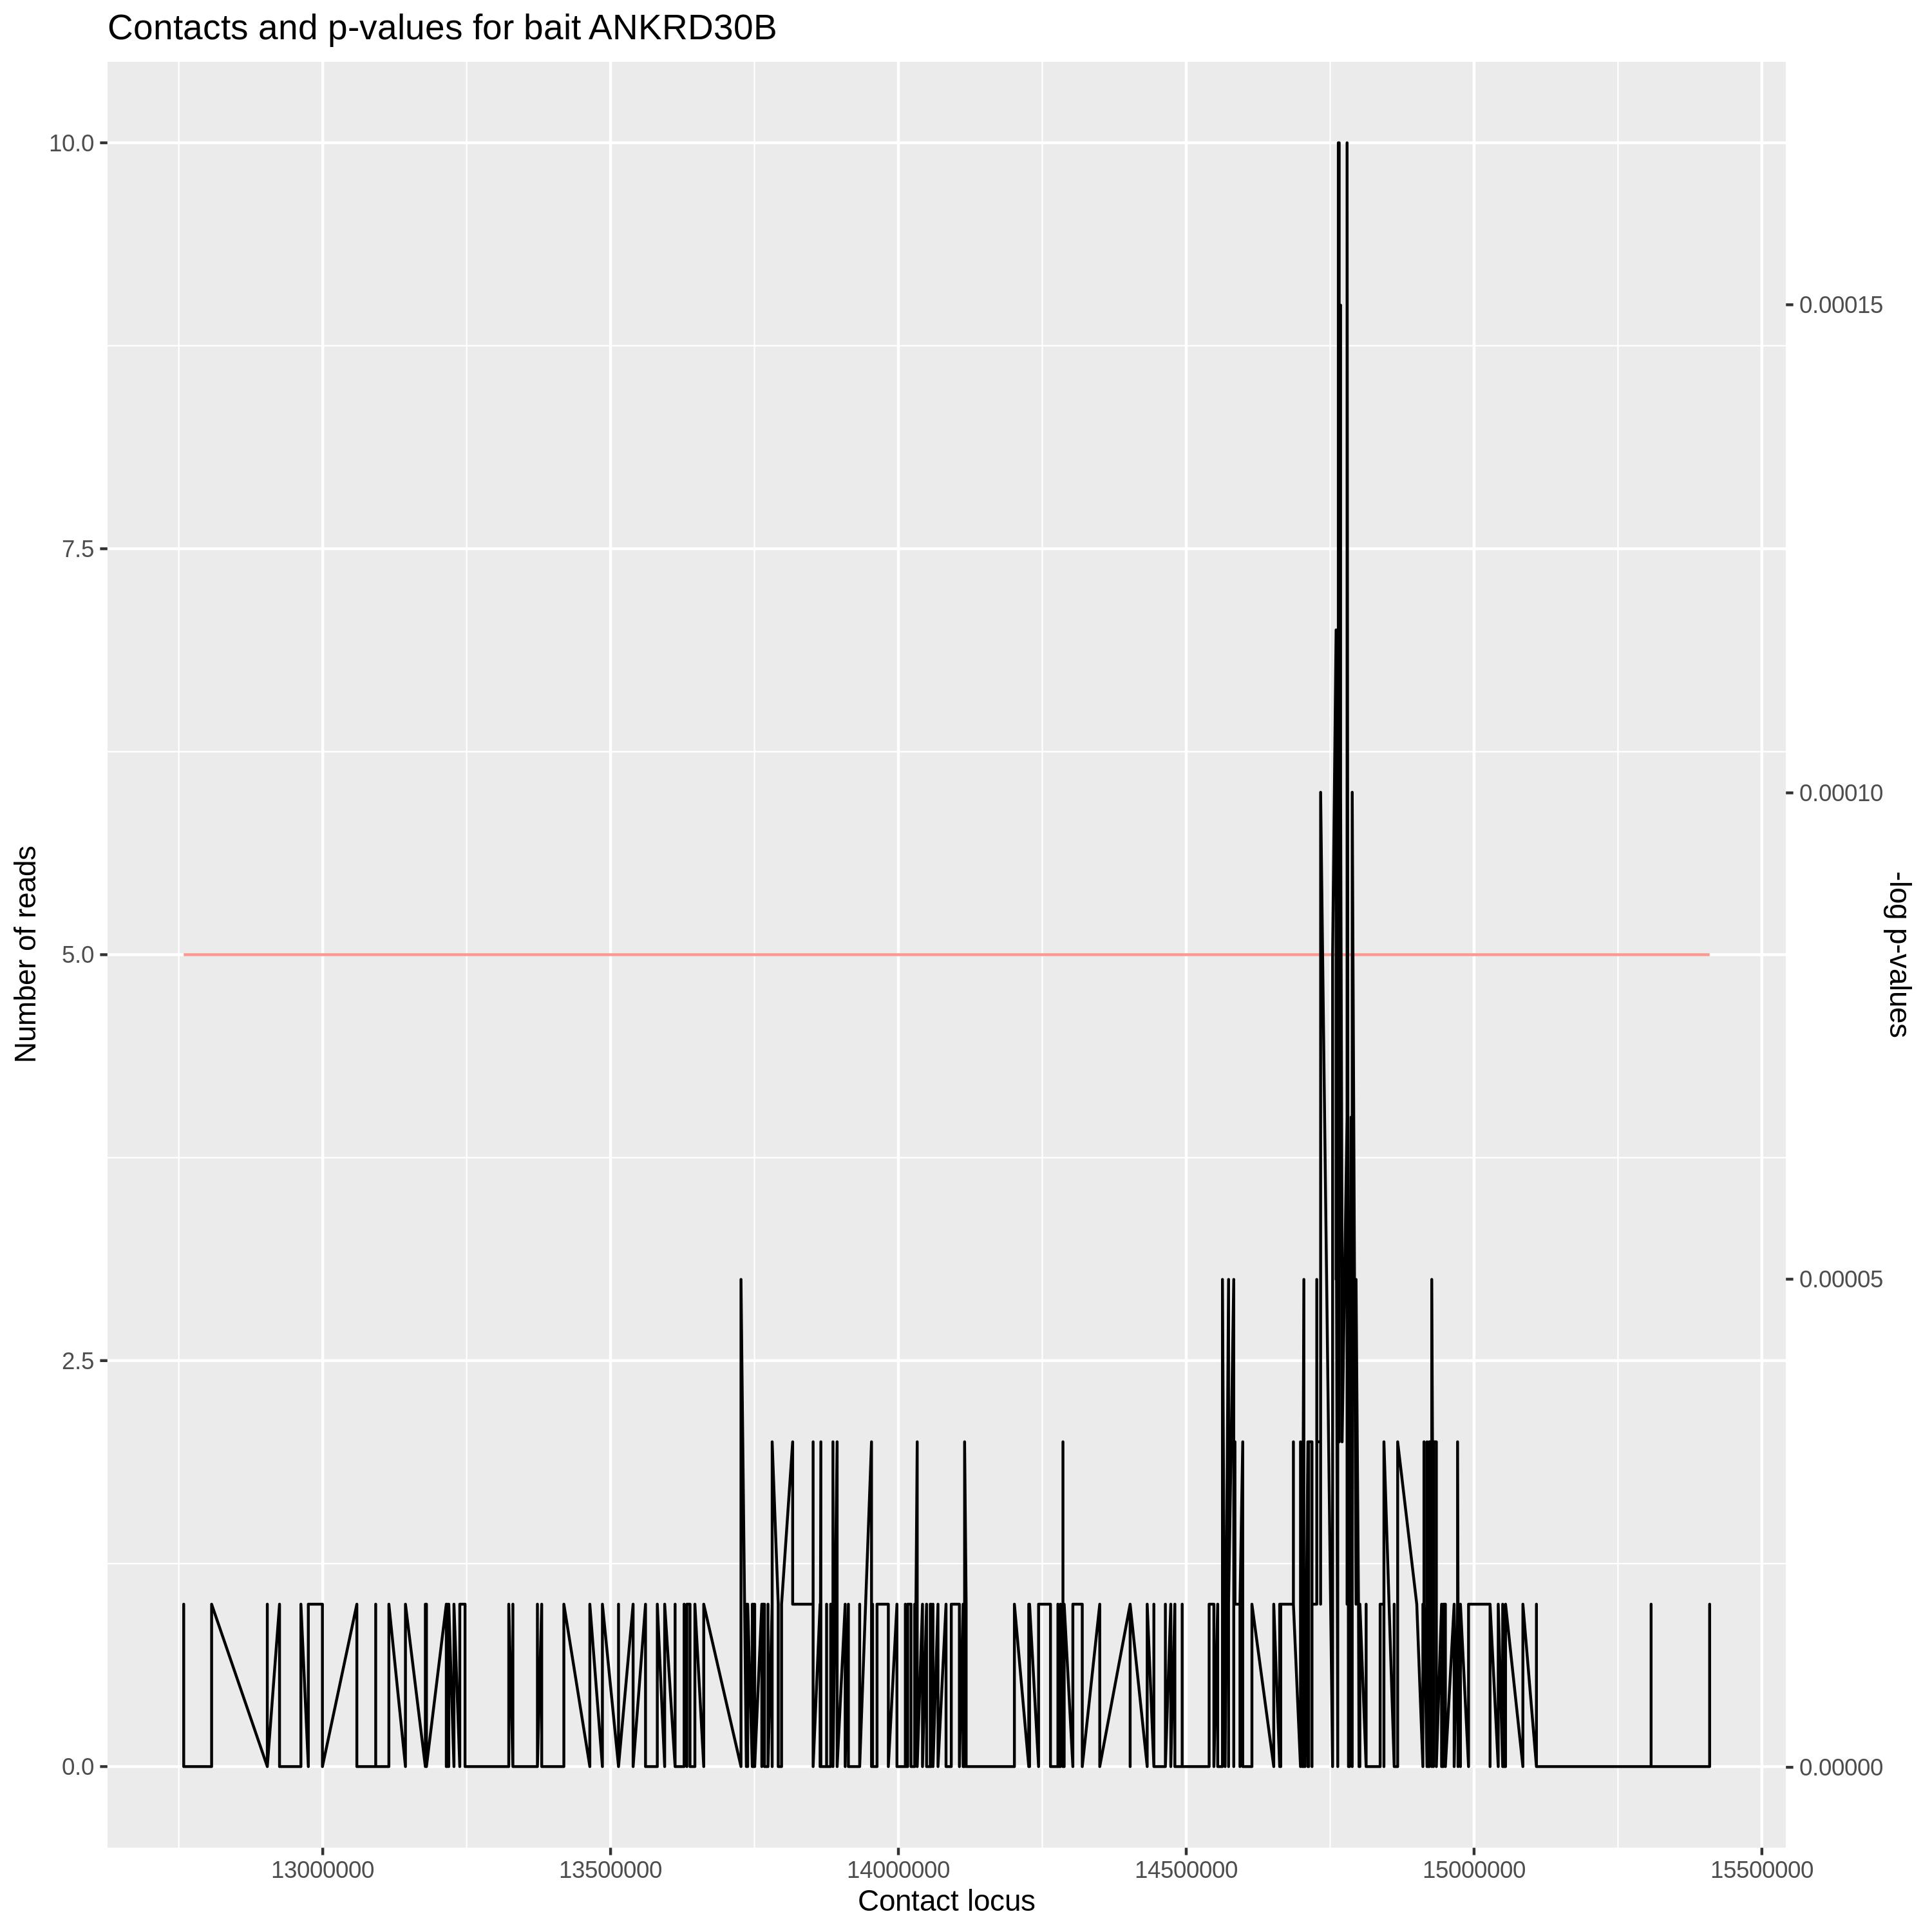 Contacts and p-values for bait ANKRD30B
10.0
7.5
5.0
2.5
0.0
Number of reads
0.00015
0.00010
0.00005
0.00000
-log p-values
13000000 13500000 14000000 14500000 15000000 15500000
Contact locus